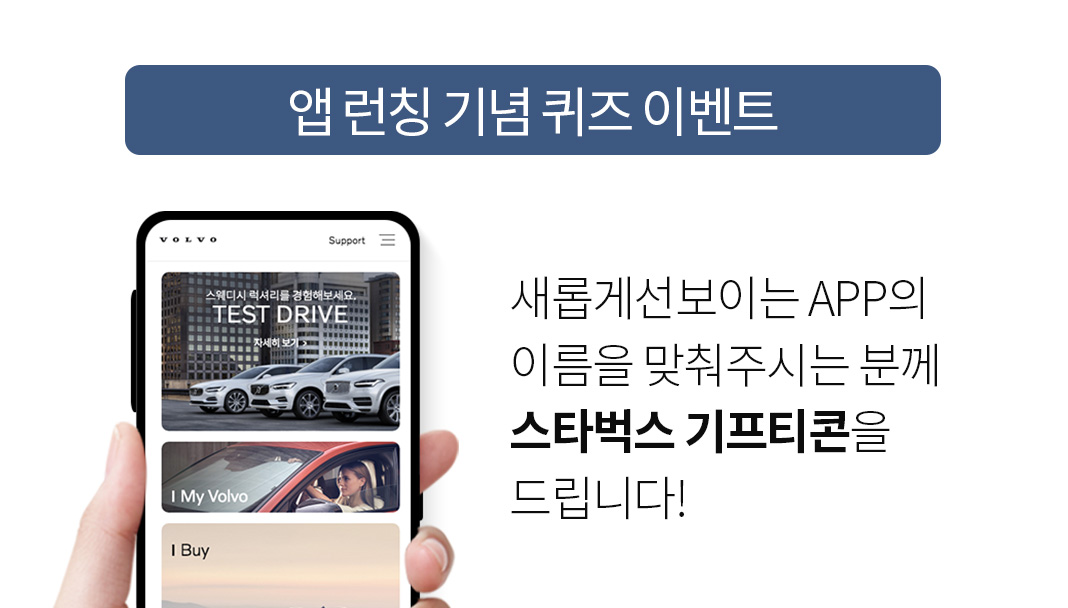 앱 런칭 기념 퀴즈 이벤트
VOLVO
Support
스웨디시 럭셔리를 경험해보세요.
TEST DRIVE
자세히 보기 >
I My Volvo
I Buy
새롭게선보이는 APP의
이름을 맞춰주시는 분께
스타벅스 기프티콘을
드립니다!